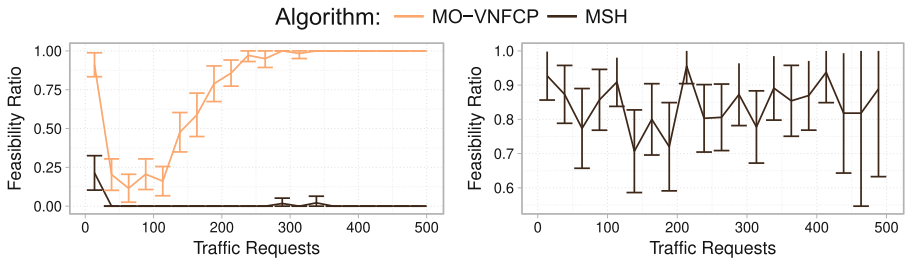 Algorithm: MO−VNFCP MSH
Feasibility Ratio
1.00
0.75
0.50
0.25
0.00
0 100 200 300 400 500
Traffic Requests
Feasibility Ratio
1.0
0.9
0.8
0.7
0.6
0 100 200 300 400 500
Traffic Requests